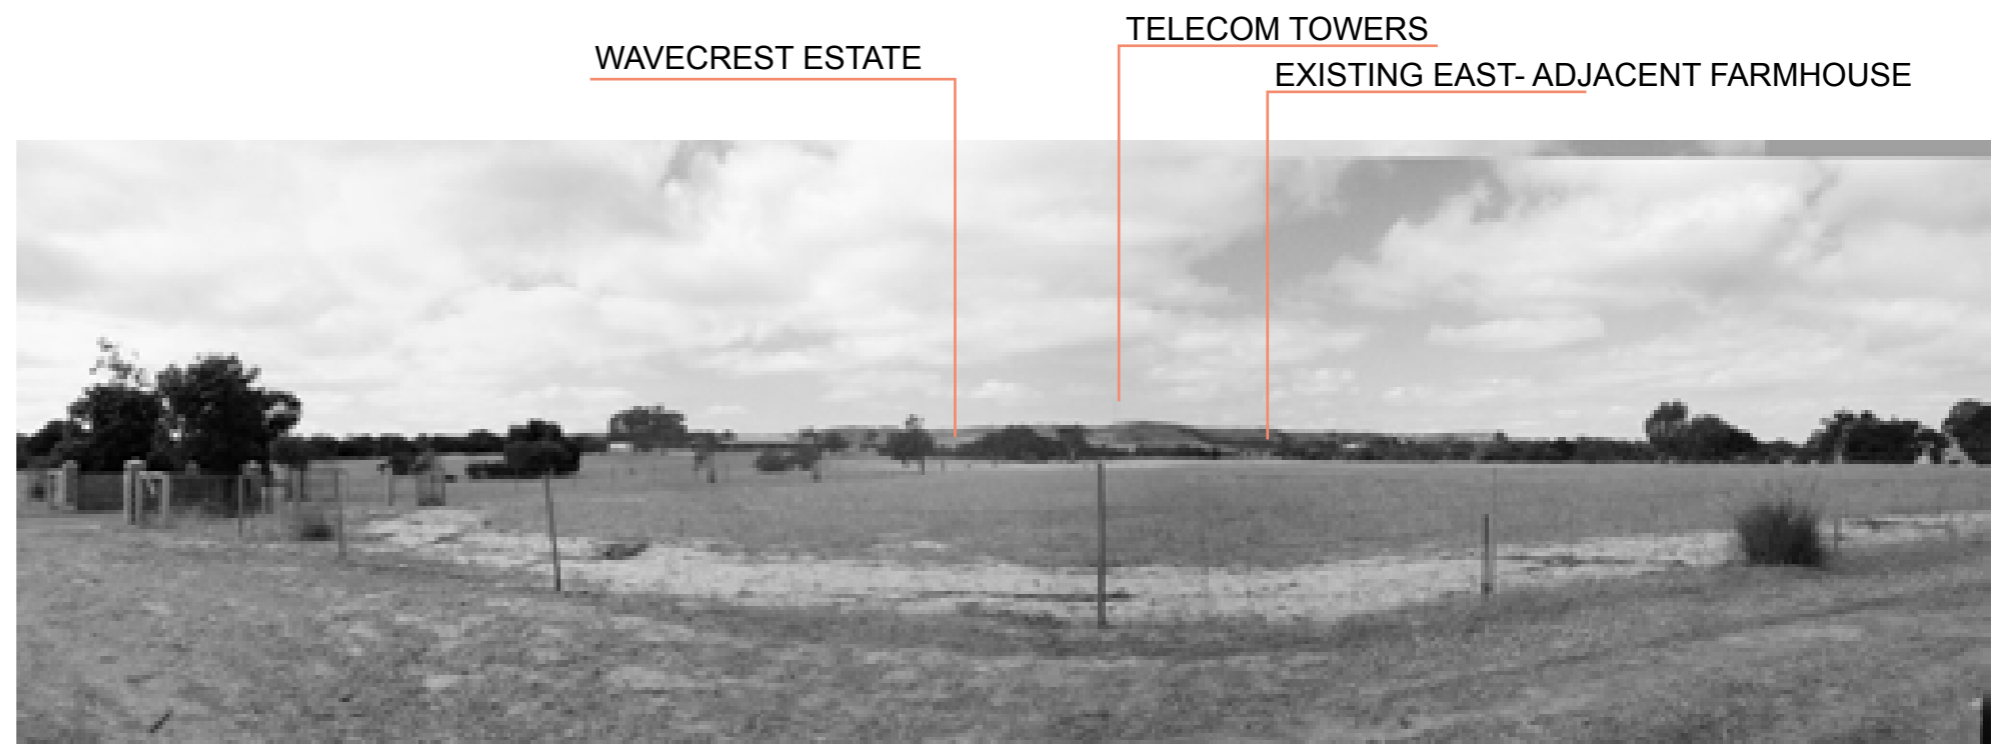 TELECOM TOWERS
WAVECREST ESTATE
EXISTING EAST- ADJACENT FARMHOUSE